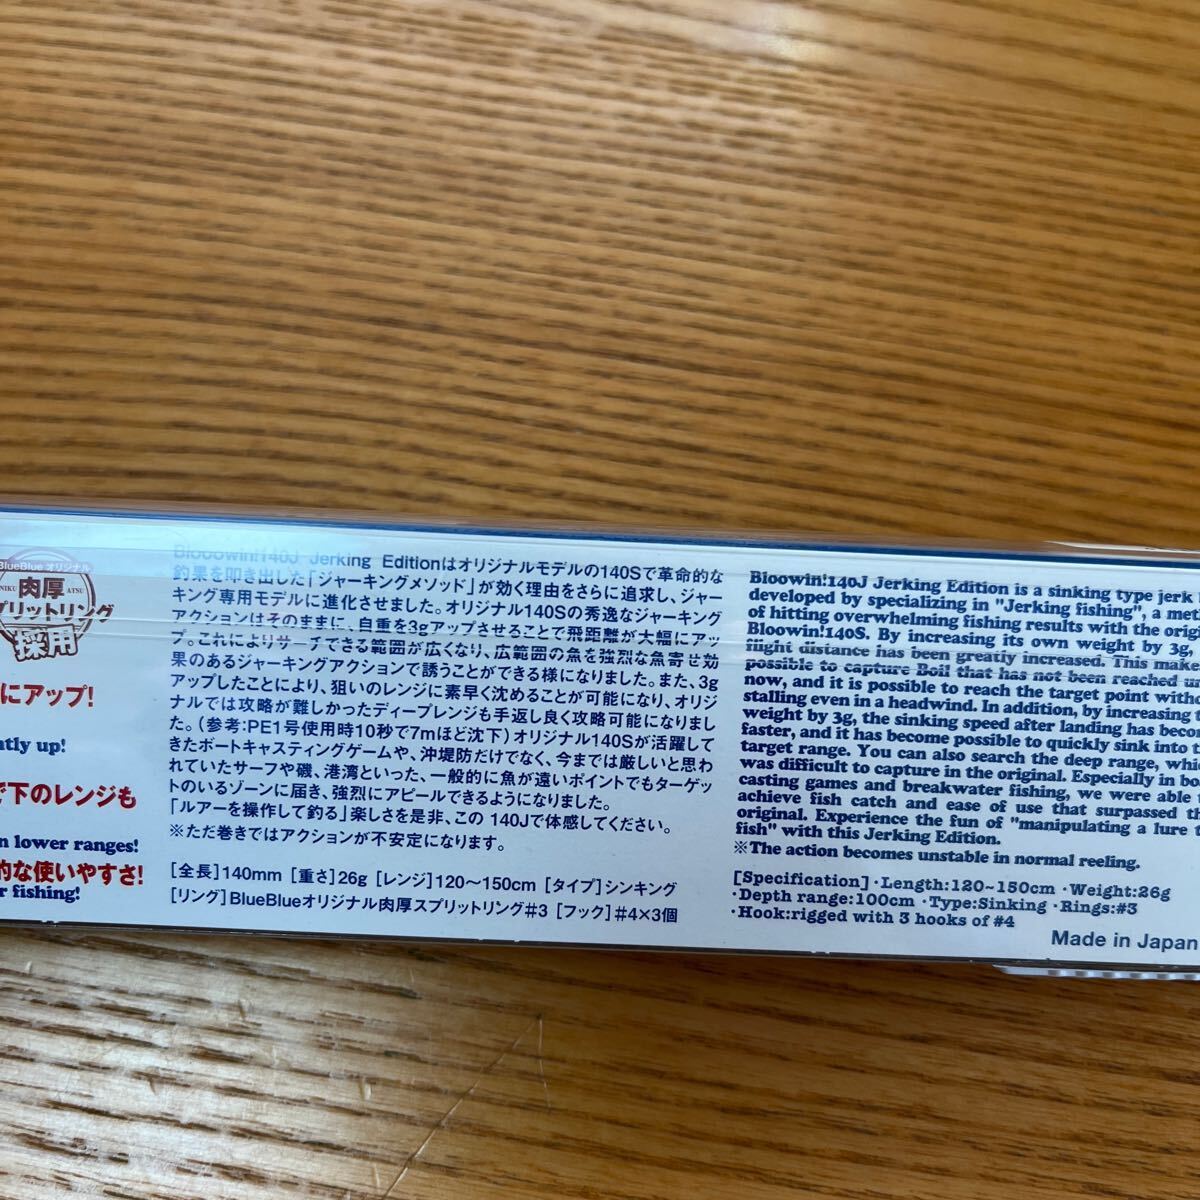 BlueBlue オリジナル
肉厚
NIKU ATSU
プリットリング
採用
にアップ!
ntly up!
で下のレンジも
n lower ranges!
的な使いやすさ!
r fishing!
Blooowin!140J Jerking Editionはオリジナルモデルの140Sで革命的な
釣果を叩き出した「ジャーキングメソッド」が効く理由をさらに追求し、ジャー
キング専用モデルに進化させました。オリジナル140Sの秀逸なジャーキング
アクションはそのままに、自重を3gアップさせることで飛距離が大幅にアッ
プ。これによりサーチできる範囲が広くなり、広範囲の魚を強烈な魚寄せ効
果のあるジャーキングアクションで誘うことができる様になりました。また、3g
アップしたことにより、狙いのレンジに素早く沈めることが可能になり、オリジ
ナルでは攻略が難しかったディープレンジも手返し良く攻略可能になりまし
た。(参考:PE1号使用時10秒で7mほど沈下)オリジナル140Sが活躍して
きたボートキャスティングゲームや、沖堤防だけでなく、今までは厳しいと思わ
れていたサーフや磯、港湾といった、一般的に魚が遠いポイントでもターゲッ
トのいるゾーンに届き、強烈にアピールできるようになりました。
「ルアーを操作して釣る」楽しさを是非、この 140Jで体感してください。
※ただ巻きではアクションが不安定になります。
[全長]140mm [重さ]26g [レンジ]120〜150cm [タイプ]シンキング
[リング]BlueBlueオリジナル肉厚スプリットリング#3 [フック]#4×3個
Bloowin!140J Jerking Edition is a sinking type jerk
developed by specializing in "Jerking fishing", a met
of hitting overwhelming fishing results with the origi
Bloowin!140S. By increasing its own weight by 3g,
flight distance has been greatly increased. This make
possible to capture Boil that has not been reached un
now, and it is possible to reach the target point witho
stalling even in a headwind. In addition, by increasing
weight by 3g, the sinking speed after landing has becom
faster, and it has become possible to quickly sink into t
target range. You can also search the deep range, whic
was difficult to capture in the original. Especially in bo
casting games and breakwater fishing, we were able
achieve fish catch and ease of use that surpassed th
original. Experience the fun of "manipulating a lure t
fish" with this Jerking Edition.
※The action becomes unstable in normal reeling.
[Specification]・Length:120~150cm ・Weight:26g
・Depth range:100cm ・Type:Sinking ・Rings:#3
・Hook:rigged with 3 hooks of #4
Made in Japan